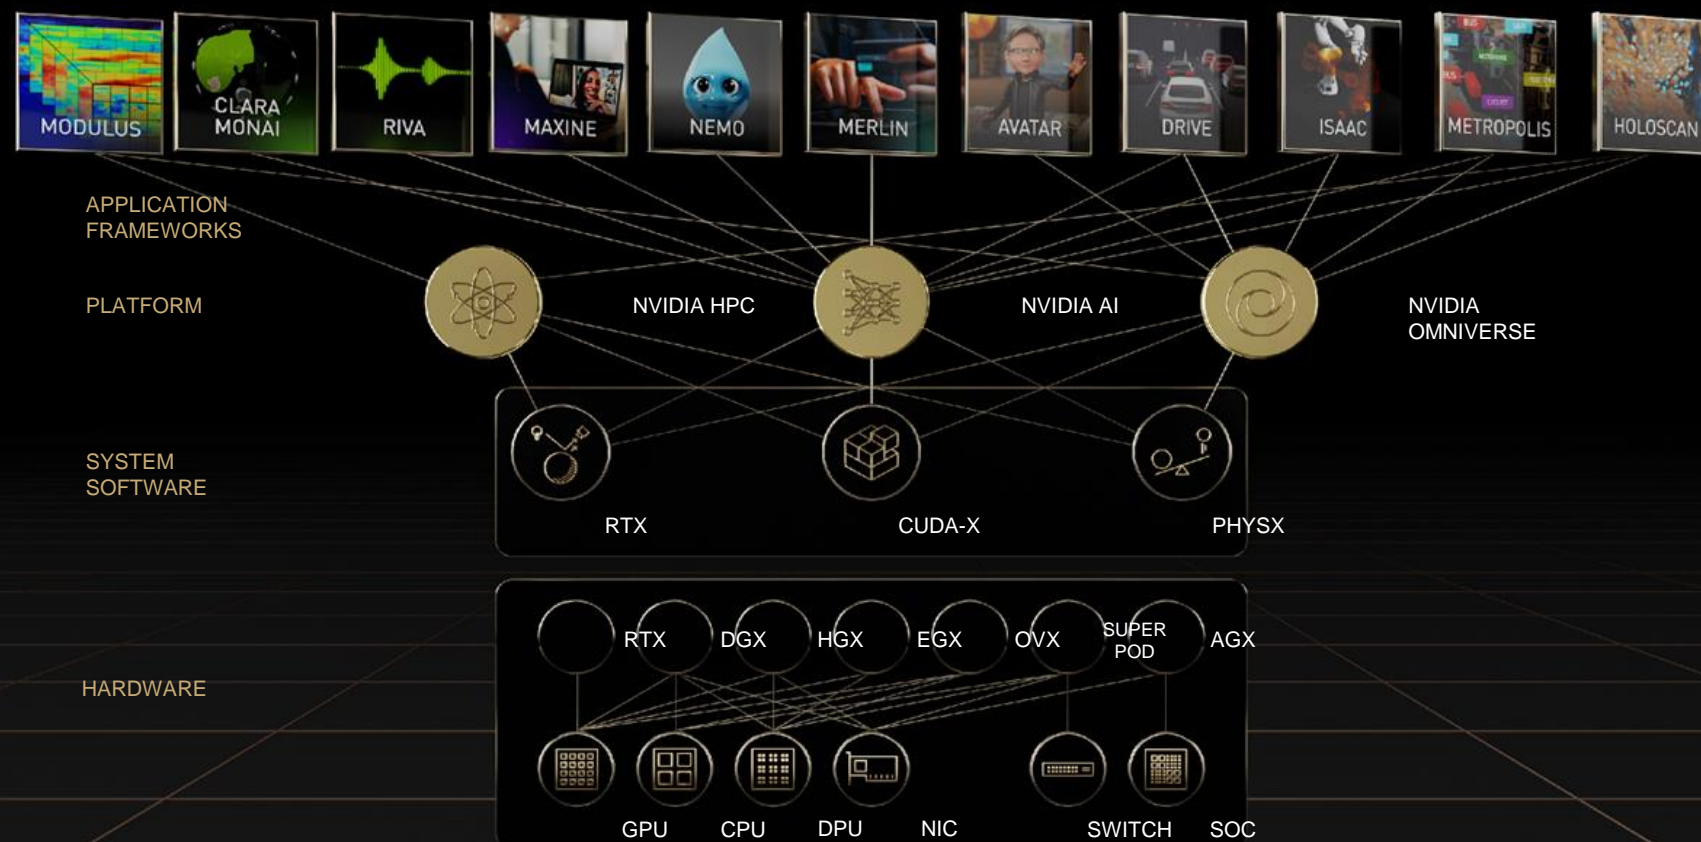 MODULUS
CLARA
MONAI
RIVA
MAXINE
NEMO
MERLIN
AVATAR
DRIVE
ISAAC
METROPOLIS
HOLOSCAN
APPLICATION
FRAMEWORKS
PLATFORM
NVIDIA HPC
NVIDIA AI
NVIDIA
OMNIVERSE
SYSTEM
SOFTWARE
RTX
CUDA-X
PHYSX
HARDWARE
RTX
DGX
HGX
EGX
OVX
SUPER
POD
AGX
GPU
CPU
DPU
NIC
SWITCH
SOC